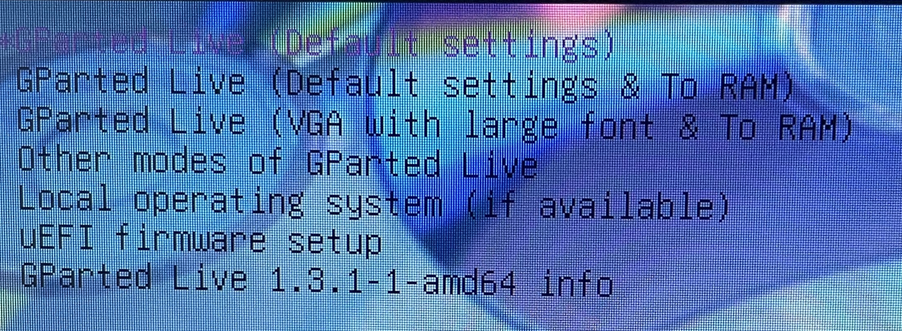 *GParted Live (Default settings)
GParted Live (Default settings & To RAM)
GParted Live (VGA with large font & To RAM)
Other modes of GParted Live
Local operating system (if available)
uEFI firmware setup
GParted Live 1.3.1-1-amd64 info